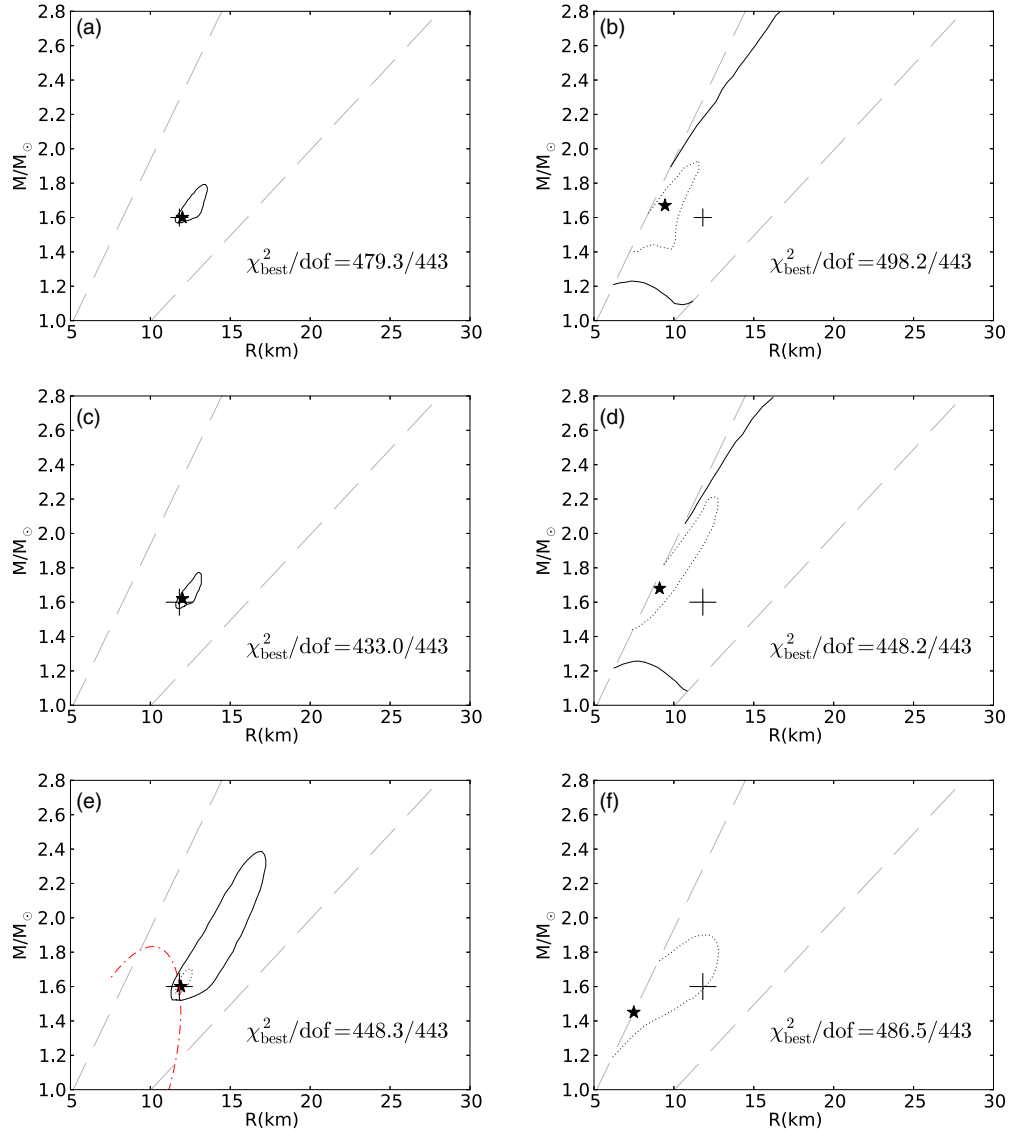 (a)
M/M☉
2.8
2.6
2.4
2.2
2.0
1.8
1.6
1.4
1.2
1.0
χ²best/dof=479.3/443
5 10 15 20 25 30
R(km)
(b)
M/M☉
2.8
2.6
2.4
2.2
2.0
1.8
1.6
1.4
1.2
1.0
χ²best/dof=498.2/443
5 10 15 20 25 30
R(km)
(c)
M/M☉
2.8
2.6
2.4
2.2
2.0
1.8
1.6
1.4
1.2
1.0
χ²best/dof=433.0/443
5 10 15 20 25 30
R(km)
(d)
M/M☉
2.8
2.6
2.4
2.2
2.0
1.8
1.6
1.4
1.2
1.0
χ²best/dof=448.2/443
5 10 15 20 25 30
R(km)
(e)
M/M☉
2.8
2.6
2.4
2.2
2.0
1.8
1.6
1.4
1.2
1.0
χ²best/dof=448.3/443
5 10 15 20 25 30
R(km)
(f)
M/M☉
2.8
2.6
2.4
2.2
2.0
1.8
1.6
1.4
1.2
1.0
χ²best/dof=486.5/443
5 10 15 20 25 30
R(km)